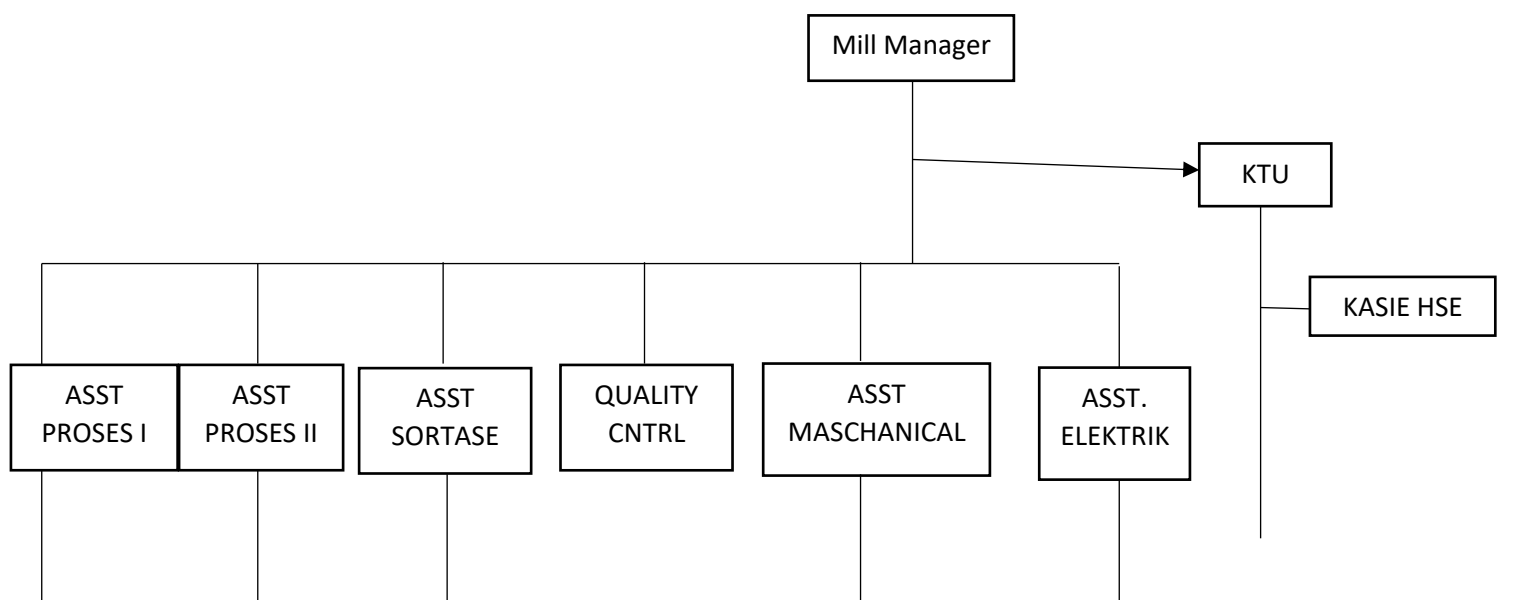 Mill Manager
KTU
KASIE HSE
ASST
PROSES I
ASST
PROSES II
ASST
SORTASE
QUALITY
CNTRL
ASST
MASCHANICAL
ASST.
ELEKTRIK